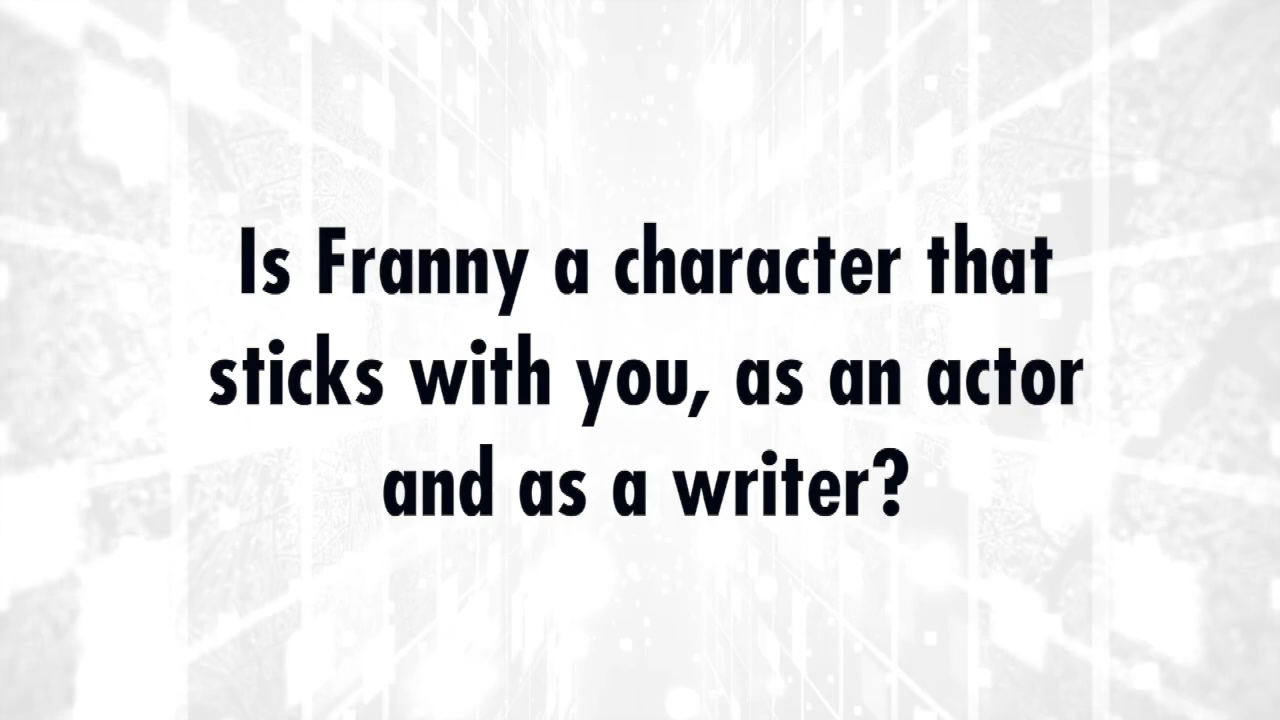 Is Franny a character that
sticks with you, as an actor
and as a writer?